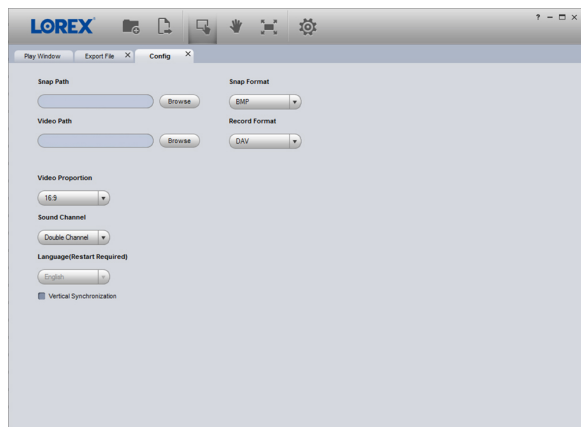 LOREX
?
Play Window Export File X Config X
Snap Path Snap Format
Browse BMP
Video Path Record Format
Browse DAV
Video Proportion
16:9
Sound Channel
Double Channel
Language(Restart Required)
English
Vertical Synchronization